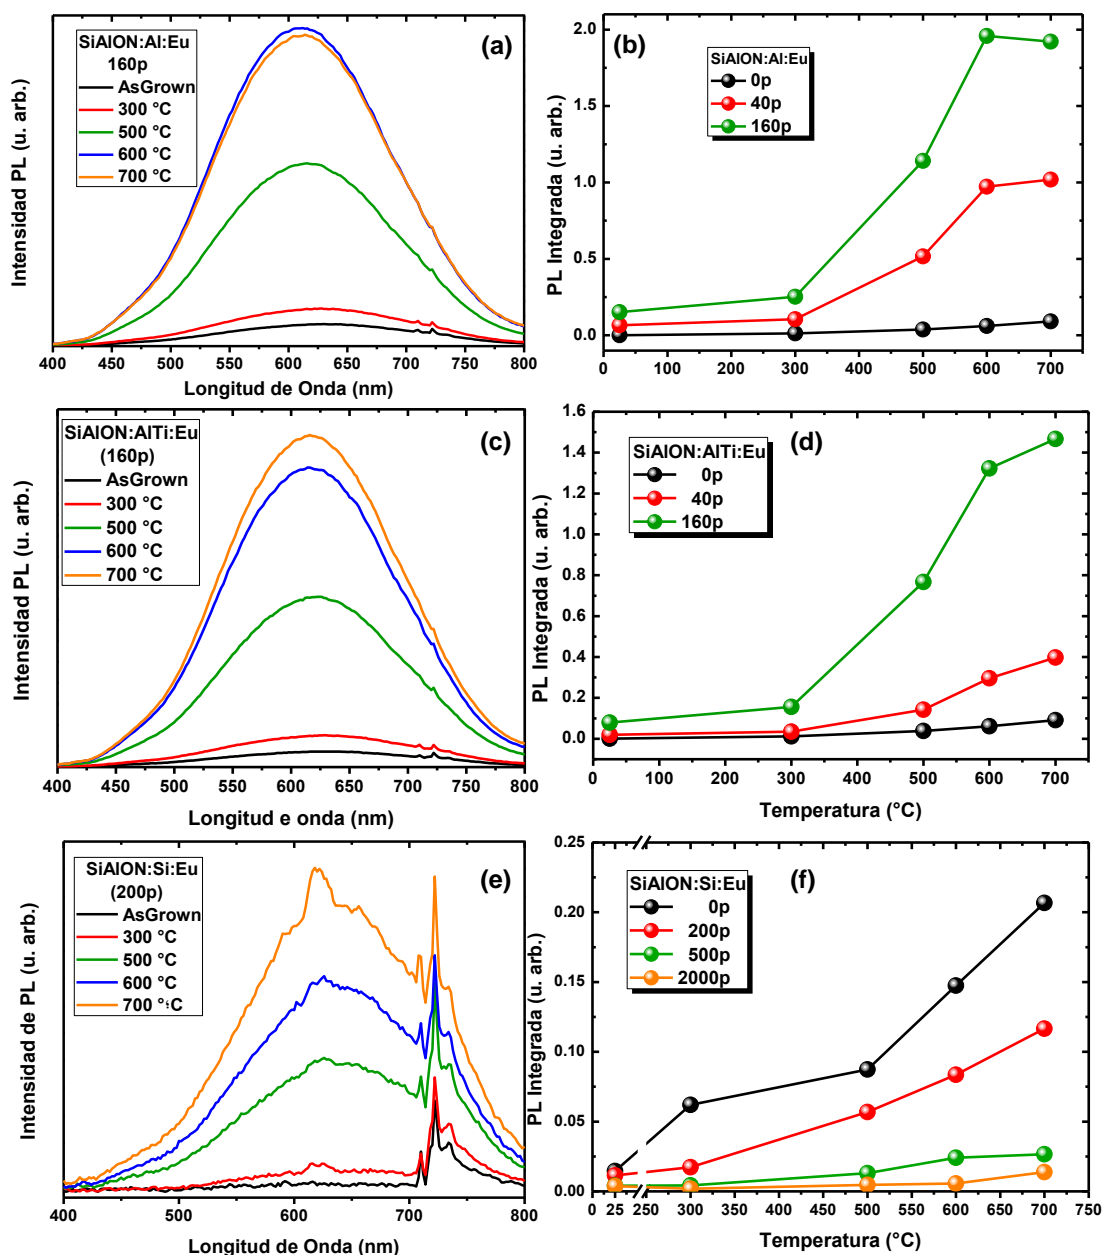 SiAlON:Al:Eu
160p
AsGrown
300 °C
500 °C
600 °C
700 °C
(a)
Intensidad PL (u. arb.)
400 450 500 550 600 650 700 750 800
Longitud de Onda (nm)
(b)
SiAlON:Al:Eu
0p
40p
160p
PL Integrada (u. arb.)
2.0
1.5
1.0
0.5
0.0
0 100 200 300 400 500 600 700
SiAlON:AlTi:Eu
(160p)
AsGrown
300 °C
500 °C
600 °C
700 °C
(c)
Intensidad PL (u. arb.)
400 450 500 550 600 650 700 750 800
Longitud e onda (nm)
(d)
SiAlON:AlTi:Eu
0p
40p
160p
PL Integrada (u. arb.)
1.6
1.4
1.2
1.0
0.8
0.6
0.4
0.2
0.0
0 100 200 300 400 500 600 700
Temperatura (°C)
SiAlON:Si:Eu
(200p)
AsGrown
300 °C
500 °C
600 °C
700 °C
(e)
Intensidad de PL (u. arb.)
400 500 600 700 800
Longitud de Onda (nm)
(f)
SiAlON:Si:Eu
0p
200p
500p
2000p
PL Integrada (u. arb.)
0.25
0.20
0.15
0.10
0.05
0.00
25 250 300 350 400 450 500 550 600 650 700 750
Temperatura (°C)